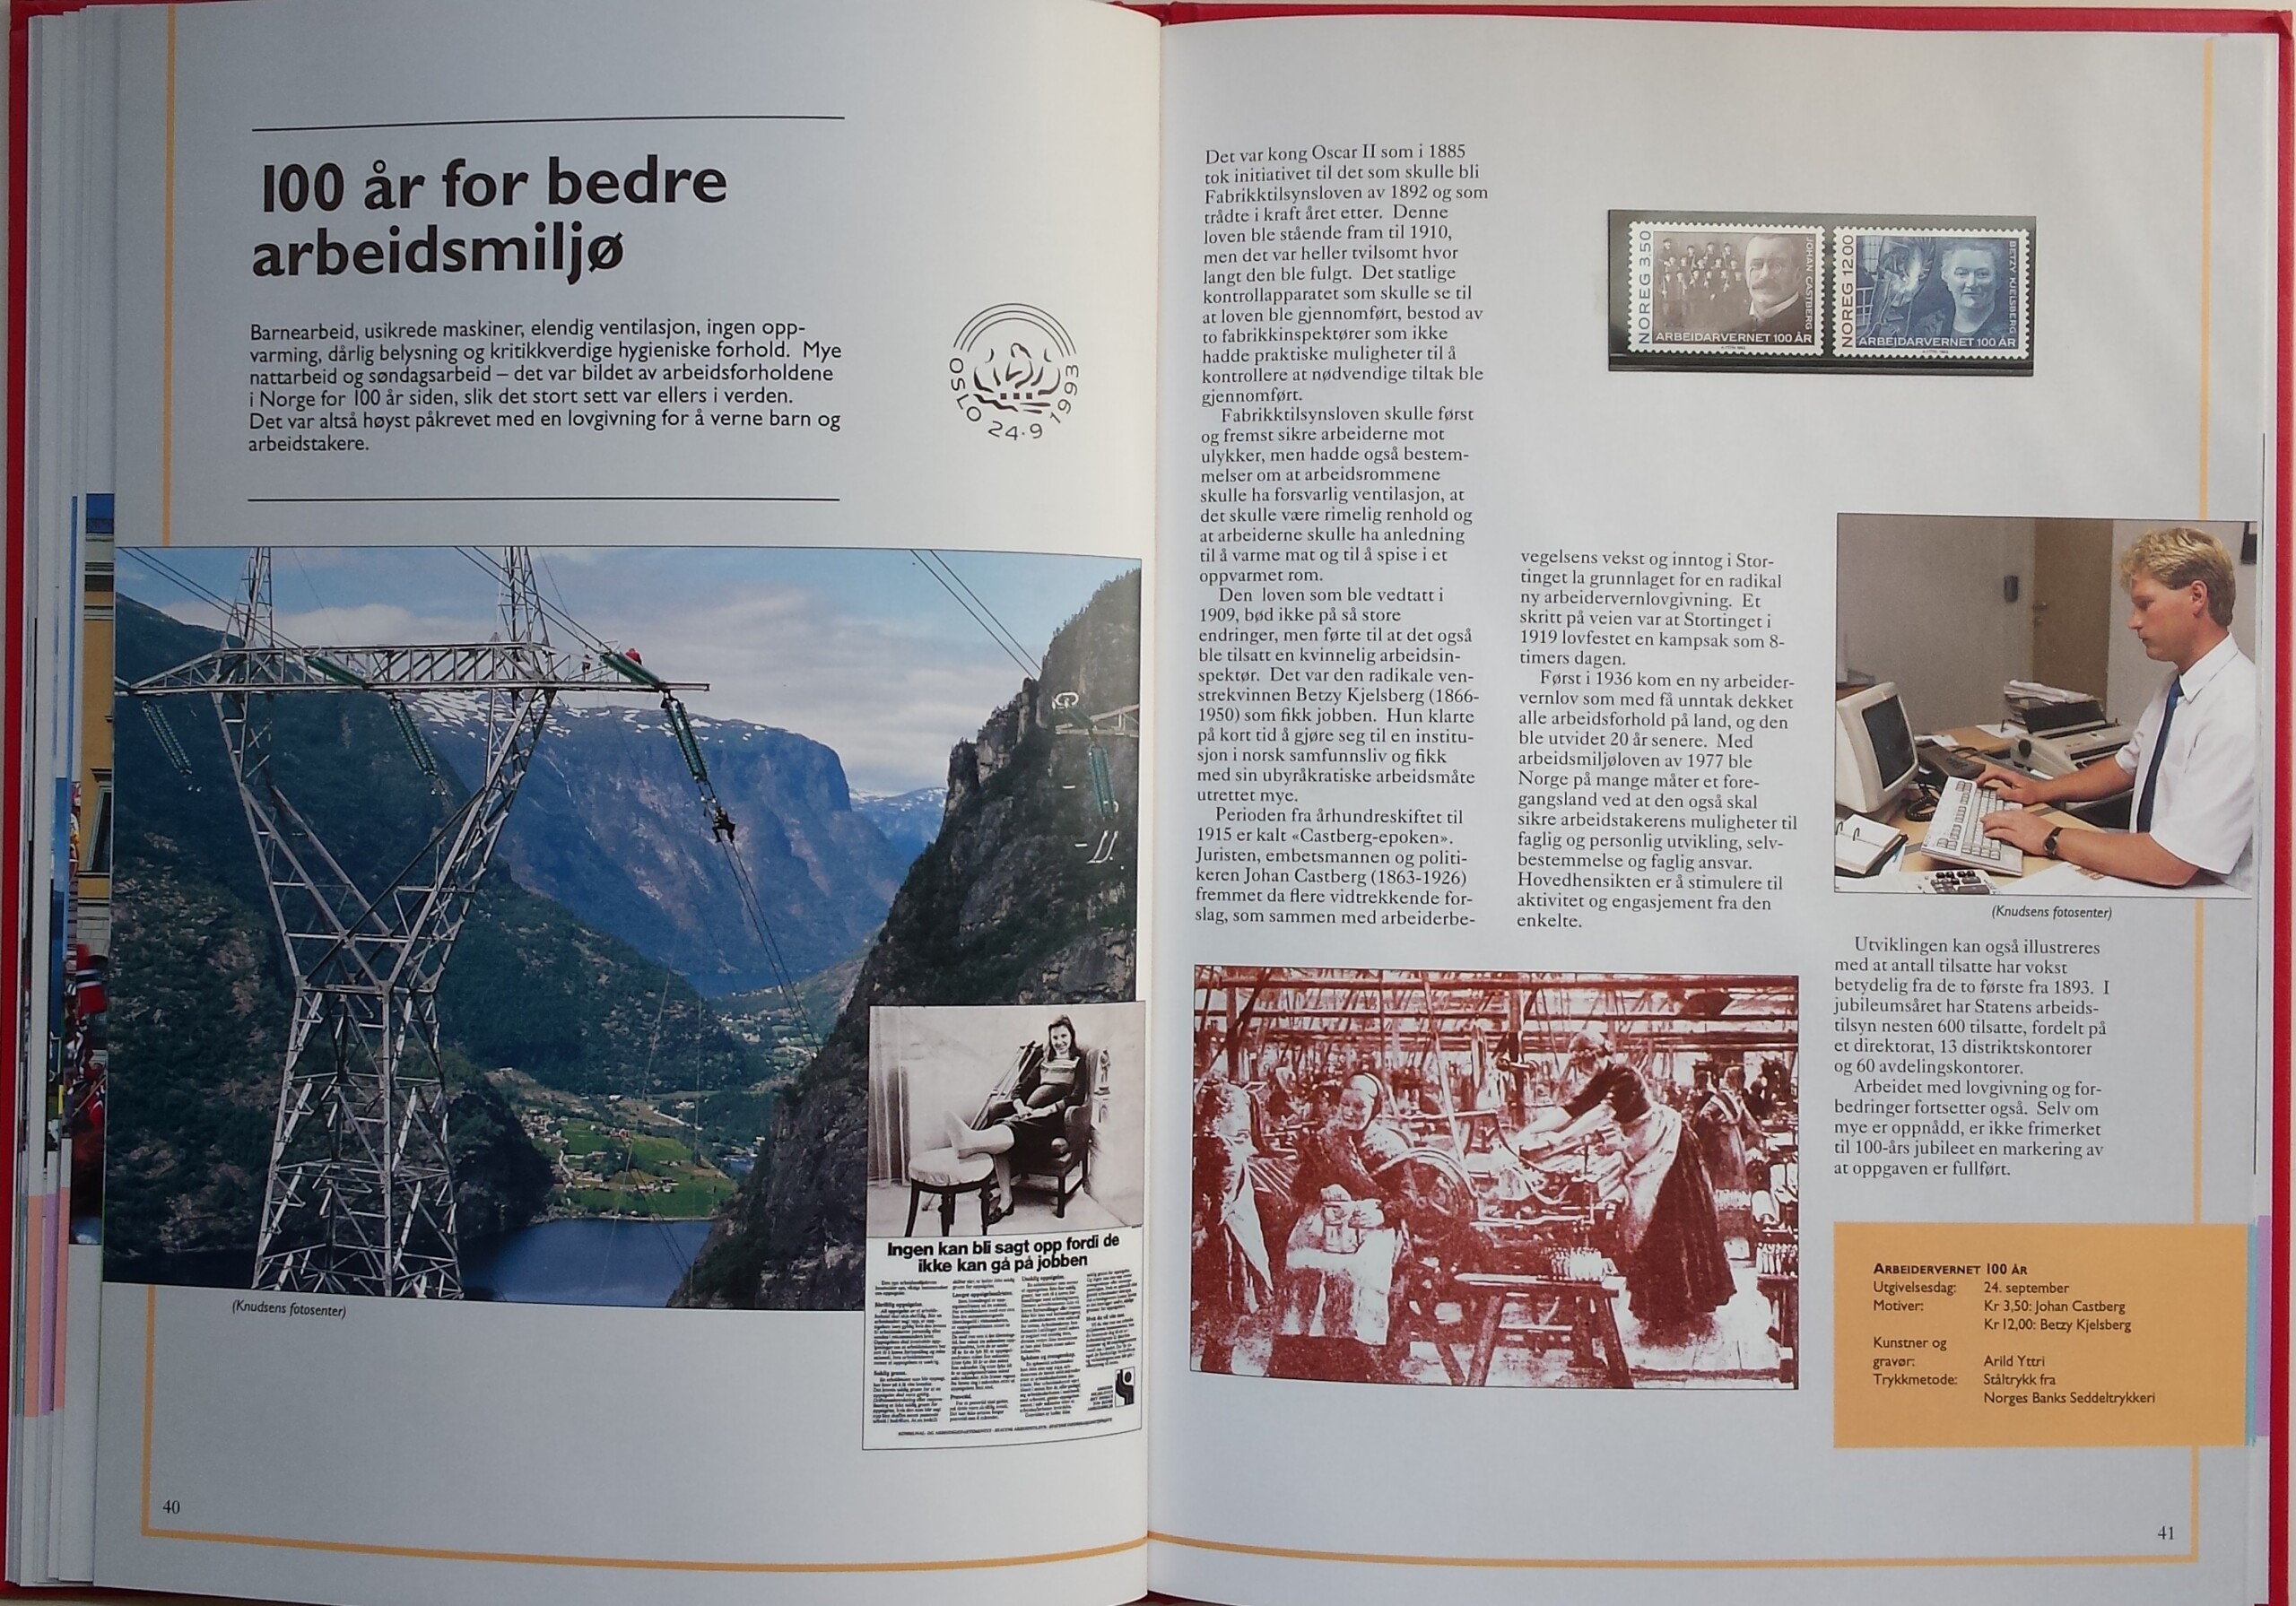 100 år for bedre
arbeidsmiljø
Barnearbeid, usikrede maskiner, elendig ventilasjon, ingen opp-
varming, dårlig belysning og kritikkverdige hygieniske forhold. Mye
nattarbeid og søndagsarbeid – det var bildet av arbeidsforholdene
i Norge for 100 år siden, slik det stort sett var ellers i verden.
Det var altså høyst påkrevet med en lovgivning for å verne barn og
arbeidstakere.
OSLO 24·9 1993
(Knudsens fotosenter)
Ingen kan bli sagt opp fordi de
ikke kan gå på jobben
40
Det var kong Oscar II som i 1885
tok initiativet til det som skulle bli
Fabrikktilsynsloven av 1892 og som
trådte i kraft året etter. Denne
loven ble stående fram til 1910,
men det var heller tvilsomt hvor
langt den ble fulgt. Det statlige
kontrollapparatet som skulle se til
at loven ble gjennomført, bestod av
to fabrikkinspektører som ikke
hadde praktiske muligheter til å
kontrollere at nødvendige tiltak ble
gjennomført.
Fabrikktilsynsloven skulle først
og fremst sikre arbeiderne mot
ulykker, men hadde også bestem-
melser om at arbeidsrommene
skulle ha forsvarlig ventilasjon, at
det skulle være rimelig renhold og
at arbeiderne skulle ha anledning
til å varme mat og til å spise i et
oppvarmet rom.
Den loven som ble vedtatt i
1909, bød ikke på så store
endringer, men førte til at det også
ble tilsatt en kvinnelig arbeidsin-
spektør. Det var den radikale ven-
strekvinnen Betzy Kjelsberg (1866-
1950) som fikk jobben. Hun klarte
på kort tid å gjøre seg til en institu-
sjon i norsk samfunnsliv og fikk
med sin ubyråkratiske arbeidsmåte
utrettet mye.
Perioden fra århundreskiftet til
1915 er kalt «Castberg-epoken».
Juristen, embetsmannen og politi-
keren Johan Castberg (1863-1926)
fremmet da flere vidtrekkende for-
slag, som sammen med arbeiderbe-
NOREG 3.50
JOHAN CASTBERG
ARBEIDARVERNET 100 ÅR
NOREG 12.00
BETZY KJELSBERG
ARBEIDARVERNET 100 ÅR
vegelsens vekst og inntog i Stor-
tinget la grunnlaget for en radikal
ny arbeidervernlovgivning. Et
skritt på veien var at Stortinget i
1919 lovfestet en kampsak som 8-
timers dagen.
Først i 1936 kom en ny arbeider-
vernlov som med få unntak dekket
alle arbeidsforhold på land, og den
ble utvidet 20 år senere. Med
arbeidsmiljøloven av 1977 ble
Norge på mange måter et fore-
gangsland ved at den også skal
sikre arbeidstakerens muligheter til
faglig og personlig utvikling, selv-
bestemmelse og faglig ansvar.
Hovedhensikten er å stimulere til
aktivitet og engasjement fra den
enkelte.
(Knudsens fotosenter)
Utviklingen kan også illustreres
med at antall tilsatte har vokst
betydelig fra de to første fra 1893. I
jubileumsåret har Statens arbeids-
tilsyn nesten 600 tilsatte, fordelt på
et direktorat, 13 distriktskontorer
og 60 avdelingskontorer.
Arbeidet med lovgivning og for-
bedringer fortsetter også. Selv om
mye er oppnådd, er ikke frimerket
til 100-års jubileet en markering av
at oppgaven er fullført.
ARBEIDERVERNET 100 ÅR
Utgivelsesdag: 24. september
Motiver: Kr 3,50: Johan Castberg
Kr 12,00: Betzy Kjelsberg
Kunstner og
gravør: Arild Yttri
Trykkmetode: Ståltrykk fra
Norges Banks Seddeltrykkeri
41